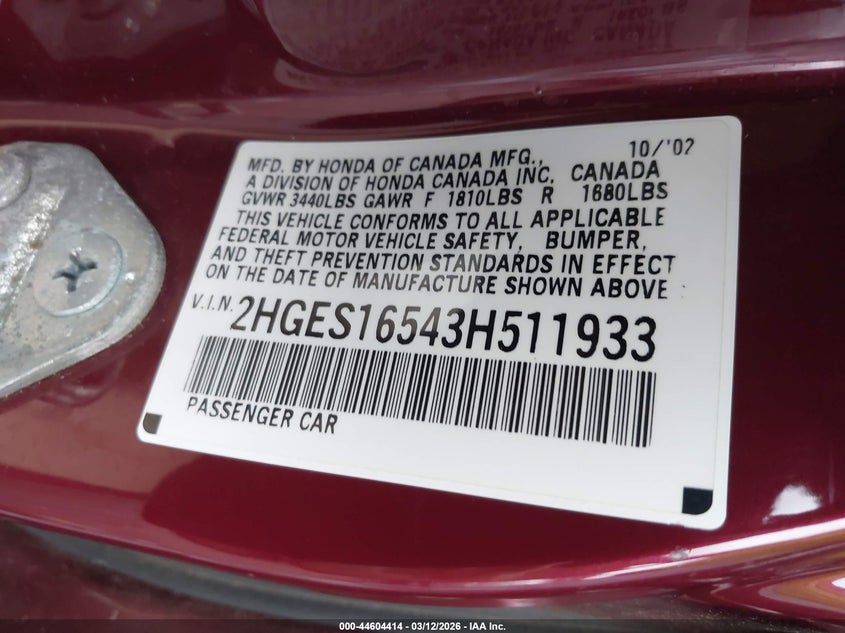 10/'02
MFD. BY HONDA OF CANADA MFG.,
A DIVISION OF HONDA CANADA INC, CANADA
GVWR 3440LBS GAWR F 1810LBS R 1680LBS
THIS VEHICLE CONFORMS TO ALL APPLICABLE
FEDERAL MOTOR VEHICLE SAFETY, BUMPER,
AND THEFT PREVENTION STANDARDS IN EFFECT
ON THE DATE OF MANUFACTURE SHOWN ABOVE
V.I.N. 2HGES16543H511933
PASSENGER CAR
000-44604414 - 03/12/2026 - IAA Inc.